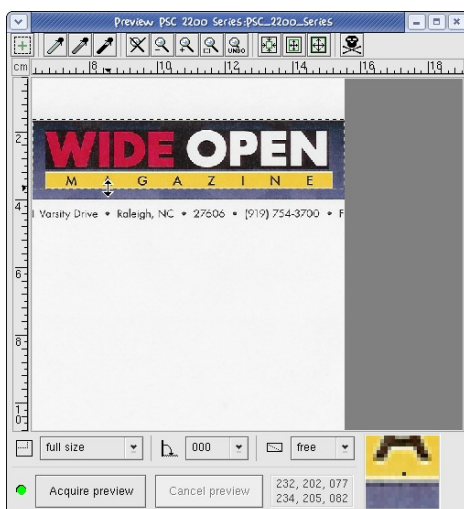 Preview PSC 2200 Series:PSC_2200_Series
UNDO
cm 8 10 12 14 16 18
2
4
6
8
10
WIDE OPEN
MAGAZINE
Varsity Drive • Raleigh, NC • 27606 • (919) 754-3700 •
full size 000 free
Acquire preview Cancel preview 232, 202, 077
234, 205, 082